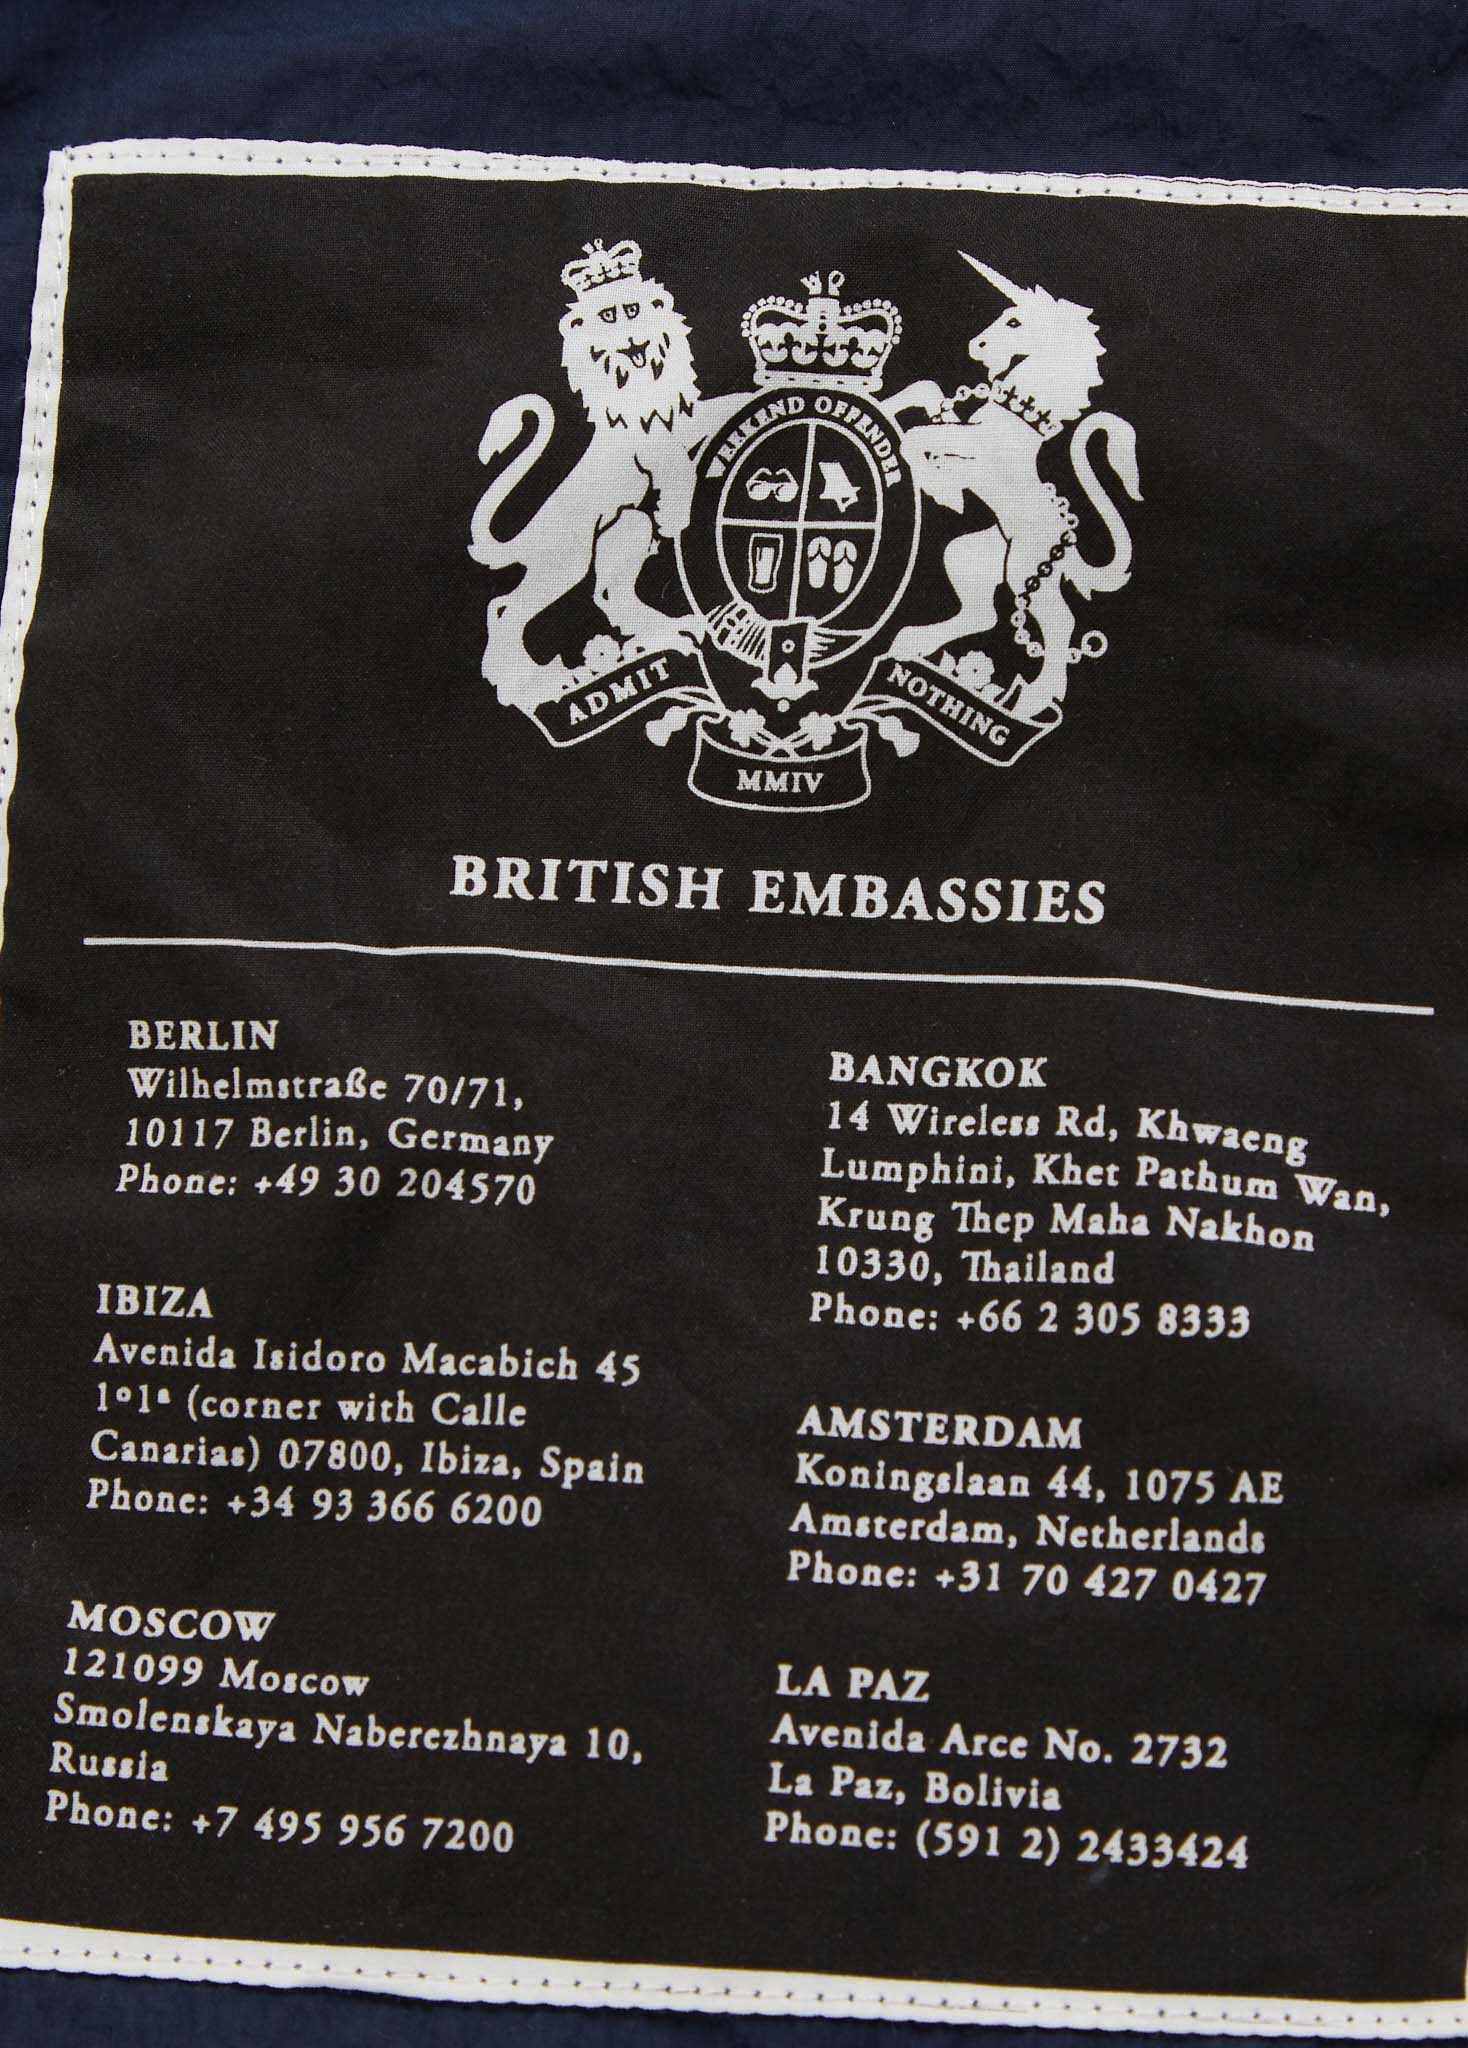 WP
WEEKEND OFFENDER
ADMIT
NOTHING
MMIV
BRITISH EMBASSIES
BERLIN
Wilhelmstraße 70/71,
10117 Berlin, Germany
Phone: +49 30 204570
IBIZA
Avenida Isidoro Macabich 45
1º1ª (corner with Calle
Canarias) 07800, Ibiza, Spain
Phone: +34 93 366 6200
MOSCOW
121099 Moscow
Smolenskaya Naberezhnaya 10,
Russia
Phone: +7 495 956 7200
BANGKOK
14 Wireless Rd, Khwaeng
Lumphini, Khet Pathum Wan,
Krung Thep Maha Nakhon
10330, Thailand
Phone: +66 2 305 8333
AMSTERDAM
Koningslaan 44, 1075 AE
Amsterdam, Netherlands
Phone: +31 70 427 0427
LA PAZ
Avenida Arce No. 2732
La Paz, Bolivia
Phone: (591 2) 2433424